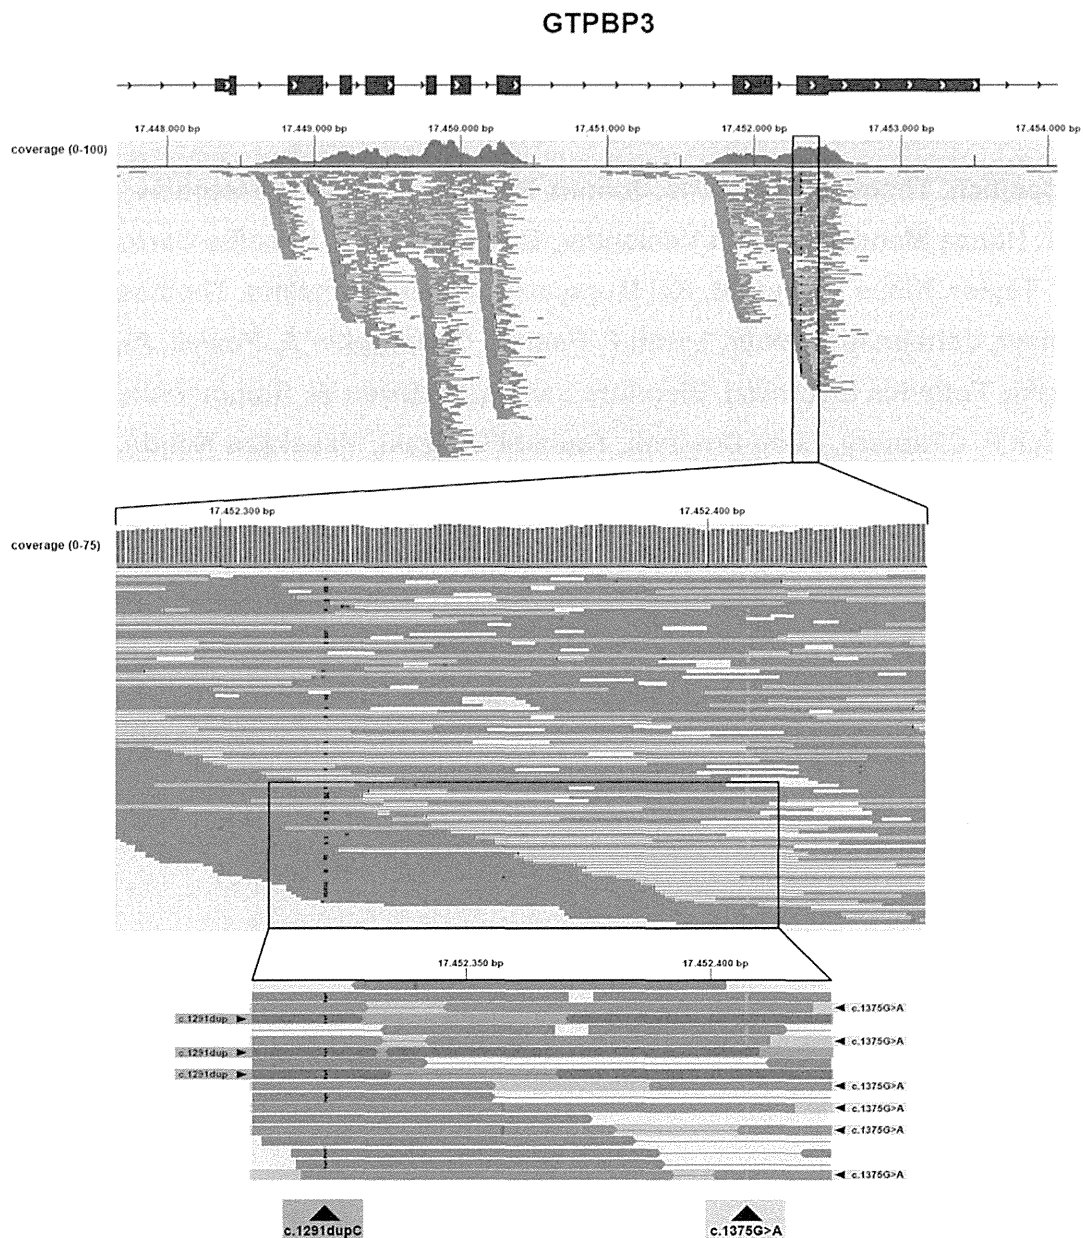 GTPBP3
17.448.000 bp 17.449.000 bp 17.450.000 bp 17.451.000 bp 17.452.000 bp 17.453.000 bp 17.454.000 bp
coverage (0-100)
17.452.300 bp 17.452.400 bp
coverage (0-75)
17.452.350 bp 17.452.400 bp
c.1375G>A
c.1291dup
c.1375G>A
c.1291dup
c.1291dup
c.1375G>A
c.1375G>A
c.1375G>A
c.1375G>A
c.1291dupC c.1375G>A